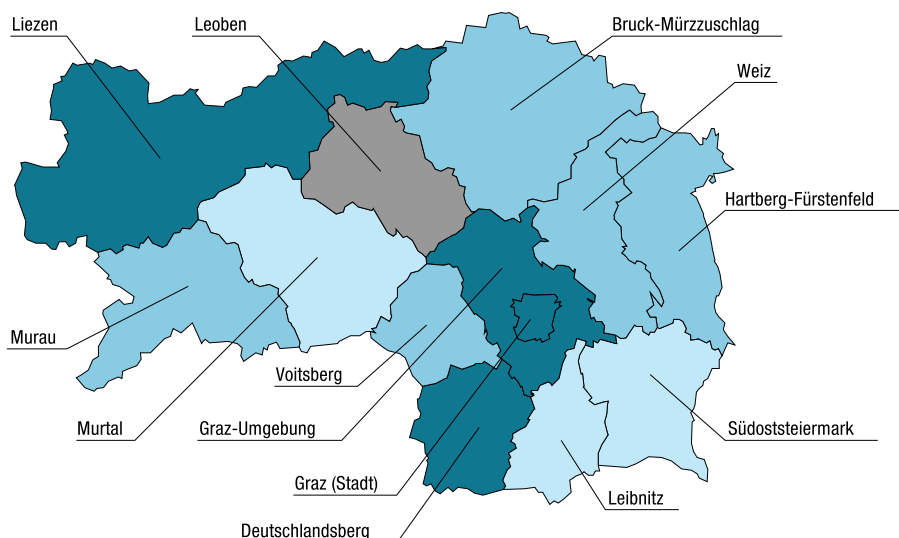 Liezen
Leoben
Bruck-Mürzzuschlag
Weiz
Hartberg-Fürstenfeld
Murau
Voitsberg
Murtal
Graz-Umgebung
Südoststeiermark
Graz (Stadt)
Leibnitz
Deutschlandsberg